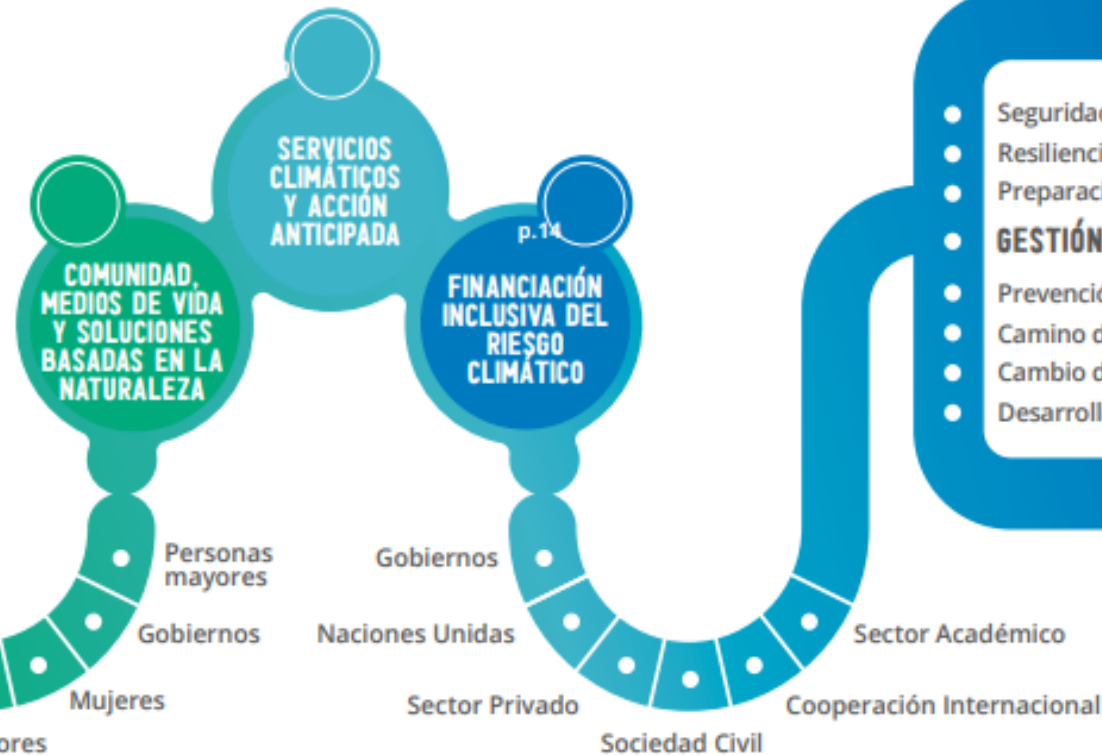 SERVICIOS
CLIMÁTICOS
Y ACCIÓN
ANTICIPADA
COMUNIDAD,
MEDIOS DE VIDA
Y SOLUCIONES
BASADAS EN LA
NATURALEZA
p.14
FINANCIACIÓN
INCLUSIVA DEL
RIESGO
CLIMÁTICO
Personas
mayores
Gobiernos
Mujeres
Gobiernos
Naciones Unidas
Sector Privado
Sociedad Civil
Cooperación Internacional
Sector Académico
GESTIÓN